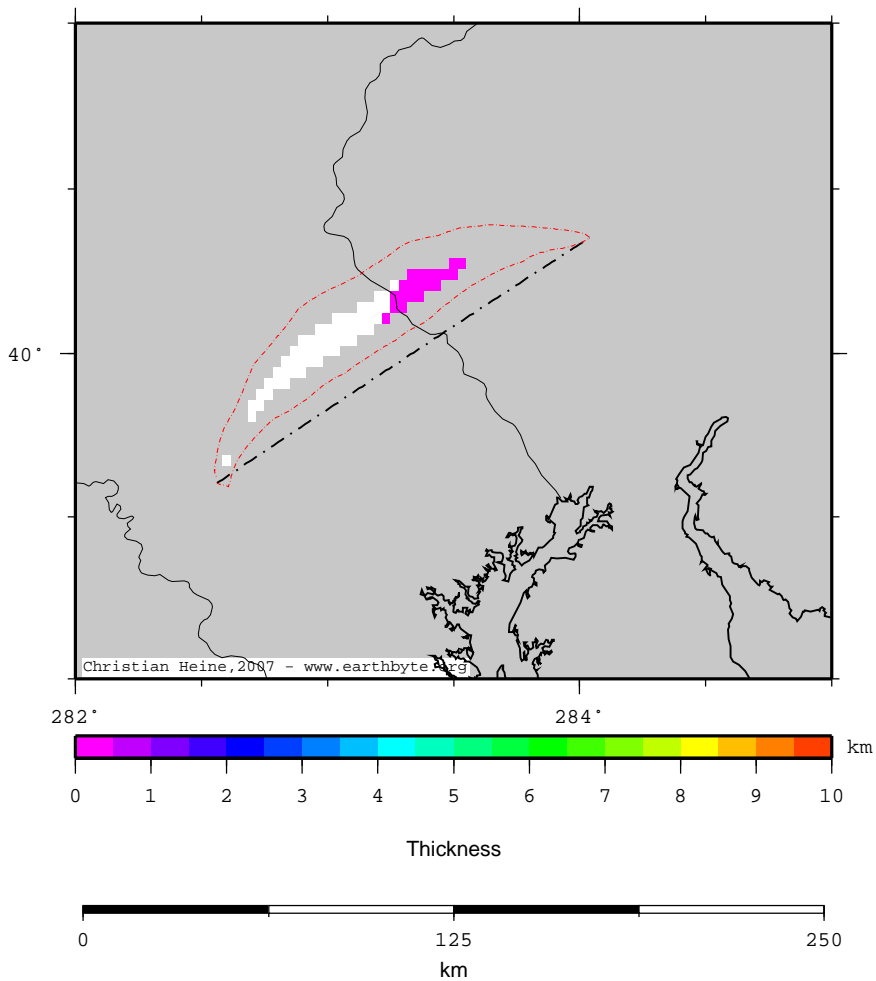 40°
Christian Heine,2007 - www.earthbyte.org
282° 284°
km
0 1 2 3 4 5 6 7 8 9 10
Thickness
0 125 250
km